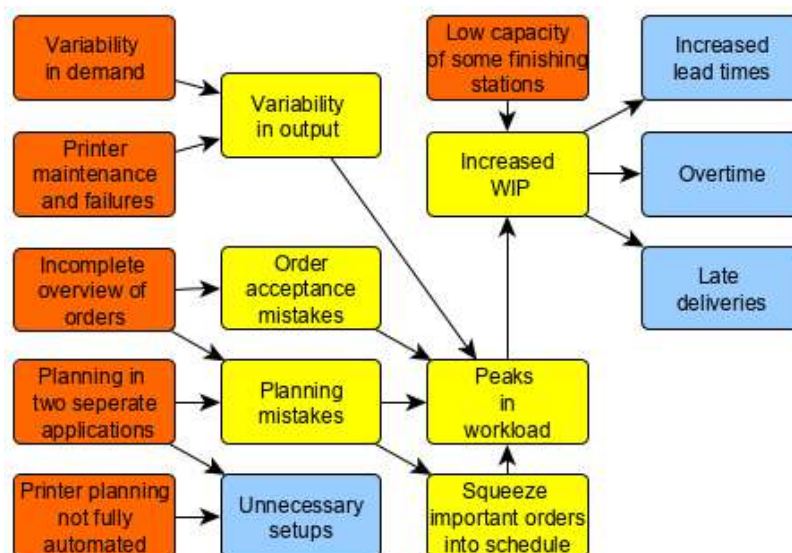 Variability
in demand
Low capacity
of some finishing
stations
Increased
lead times
Variability
in output
Printer
maintenance
and failures
Increased
WIP
Overtime
Incomplete
overview of
orders
Order
acceptance
mistakes
Late
deliveries
Planning in
two seperate
applications
Planning
mistakes
Peaks
in
workload
Printer planning
not fully
automated
Unnecessary
setups
Squeeze
important orders
into schedule